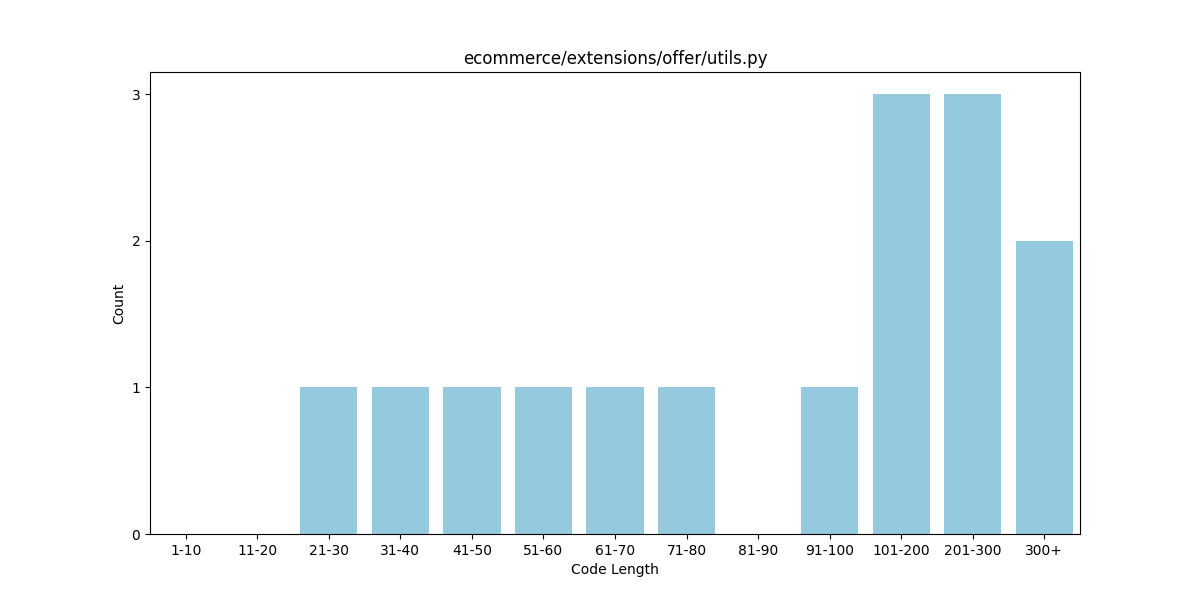 ecommerce/extensions/offer/utils.py
3
2
1
0
Count
1-10 11-20 21-30 31-40 41-50 51-60 61-70 71-80 81-90 91-100 101-200 201-300 300+
Code Length